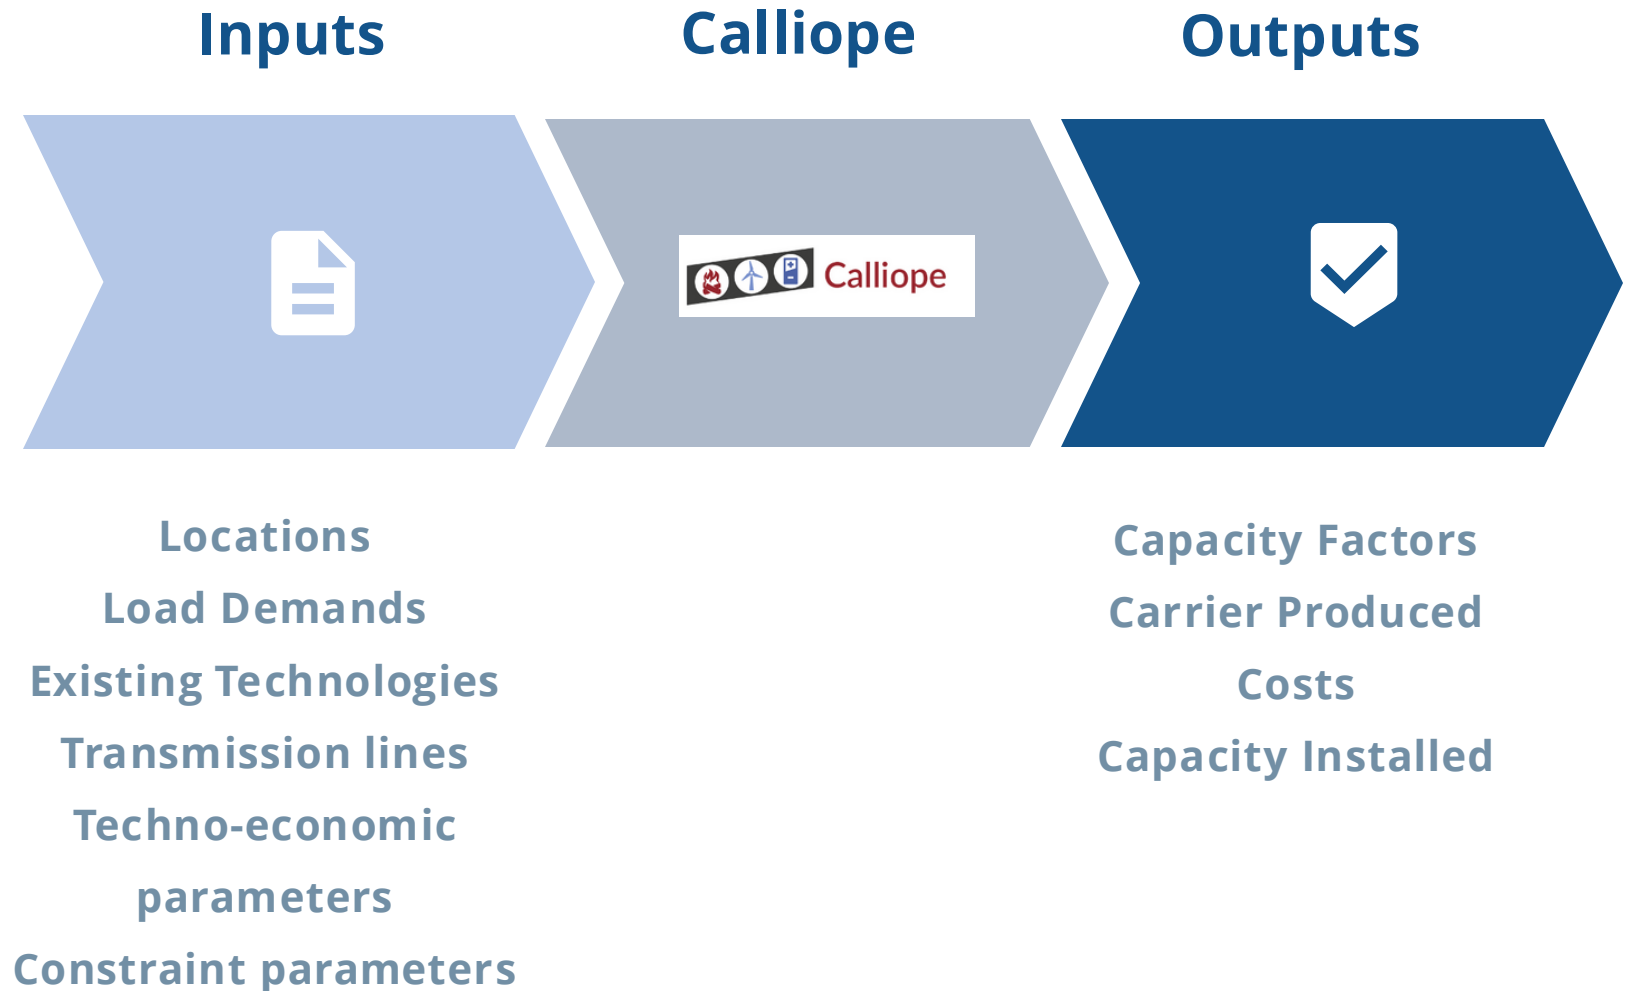 Inputs
Calliope
Outputs
Calliope
Locations
Load Demands
Existing Technologies
Transmission lines
Techno-economic
parameters
Constraint parameters
Capacity Factors
Carrier Produced
Costs
Capacity Installed